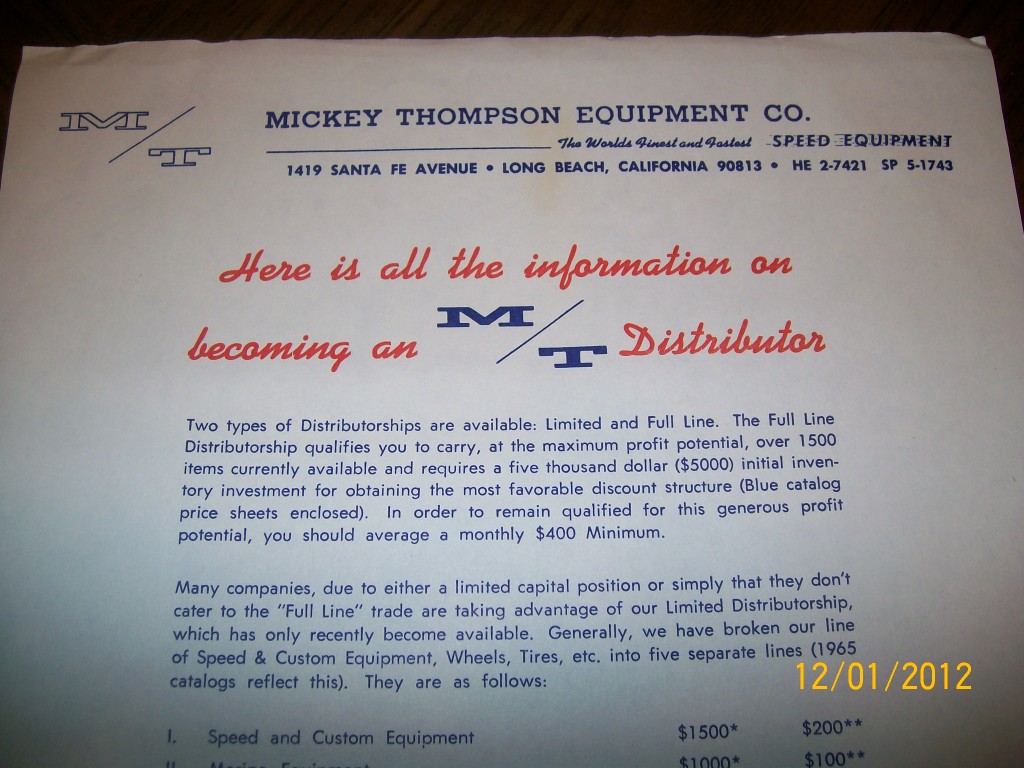 M/T
MICKEY THOMPSON EQUIPMENT CO.
The Worlds Finest and Fastest SPEED EQUIPMENT
1419 SANTA FE AVENUE • LONG BEACH, CALIFORNIA 90813 • HE 2-7421 SP 5-1743
Here is all the information on
becoming an M/T Distributor
Two types of Distributorships are available: Limited and Full Line. The Full Line
Distributorship qualifies you to carry, at the maximum profit potential, over 1500
items currently available and requires a five thousand dollar ($5000) initial inven-
tory investment for obtaining the most favorable discount structure (Blue catalog
price sheets enclosed). In order to remain qualified for this generous profit
potential, you should average a monthly $400 Minimum.
Many companies, due to either a limited capital position or simply that they don't
cater to the "Full Line" trade are taking advantage of our Limited Distributorship,
which has only recently become available. Generally, we have broken our line
of Speed & Custom Equipment, Wheels, Tires, etc. into five separate lines (1965
catalogs reflect this). They are as follows:
12/01/2012
I. Speed and Custom Equipment $1500* $200**
II. Marine Equipment $1000* $100**